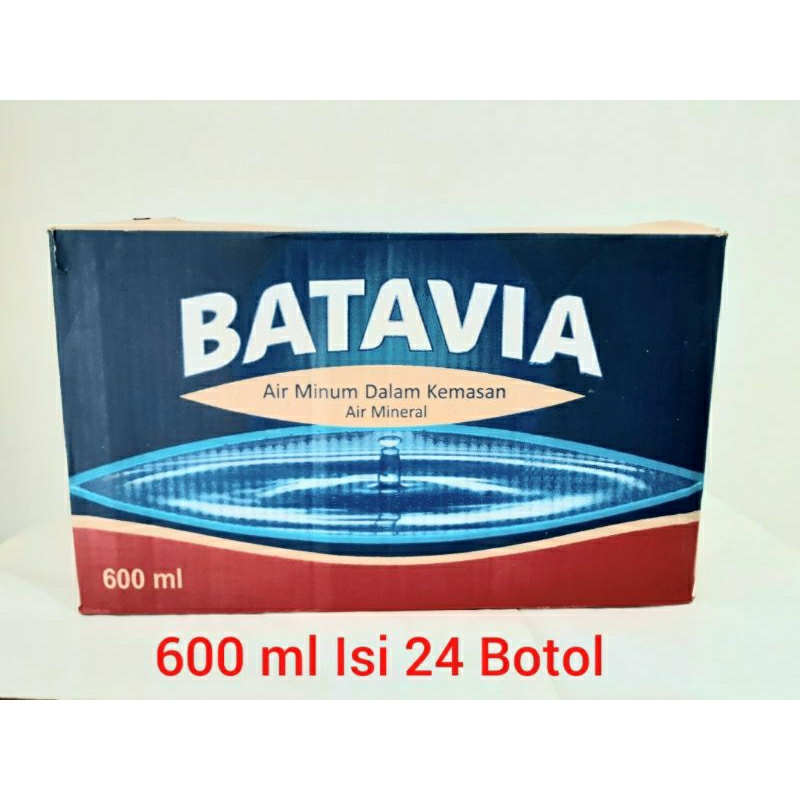 BATAVIA
Air Minum Dalam Kemasan
Air Mineral
600 ml
600 ml Isi 24 Botol